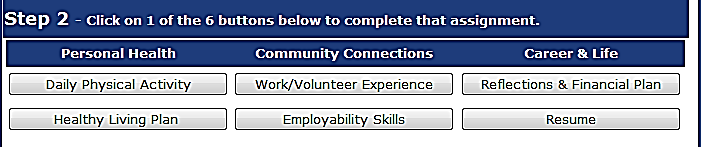 Step 2 - Click on 1 of the 6 buttons below to complete that assignment.
Personal Health Community Connections Career & Life
Daily Physical Activity Work/Volunteer Experience Reflections & Financial Plan
Healthy Living Plan Employability Skills Resume